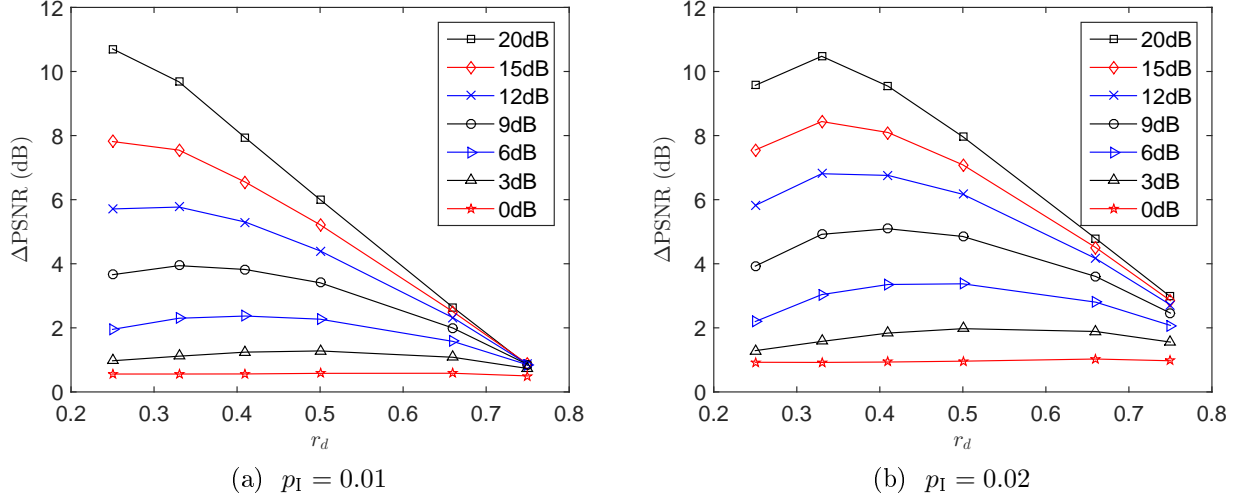 12
10
8
6
4
2
0
ΔPSNR (dB)
0.2 0.3 0.4 0.5 0.6 0.7 0.8
r_d
20dB
15dB
12dB
9dB
6dB
3dB
0dB
(a) p_I = 0.01
12
10
8
6
4
2
0
ΔPSNR (dB)
0.2 0.3 0.4 0.5 0.6 0.7 0.8
r_d
20dB
15dB
12dB
9dB
6dB
3dB
0dB
(b) p_I = 0.02